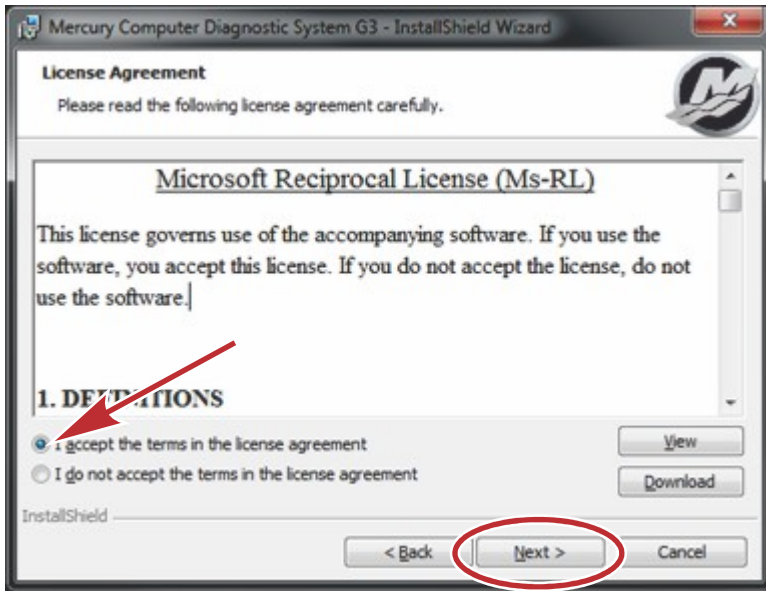 Mercury Computer Diagnostic System G3 - InstallShield Wizard
License Agreement
Please read the following license agreement carefully.
Microsoft Reciprocal License (Ms-RL)
This license governs use of the accompanying software. If you use the
software, you accept this license. If you do not accept the license, do not
use the software.
1. DEFINITIONS
I accept the terms in the license agreement
View
I do not accept the terms in the license agreement
Download
InstallShield
< Back
Next >
Cancel